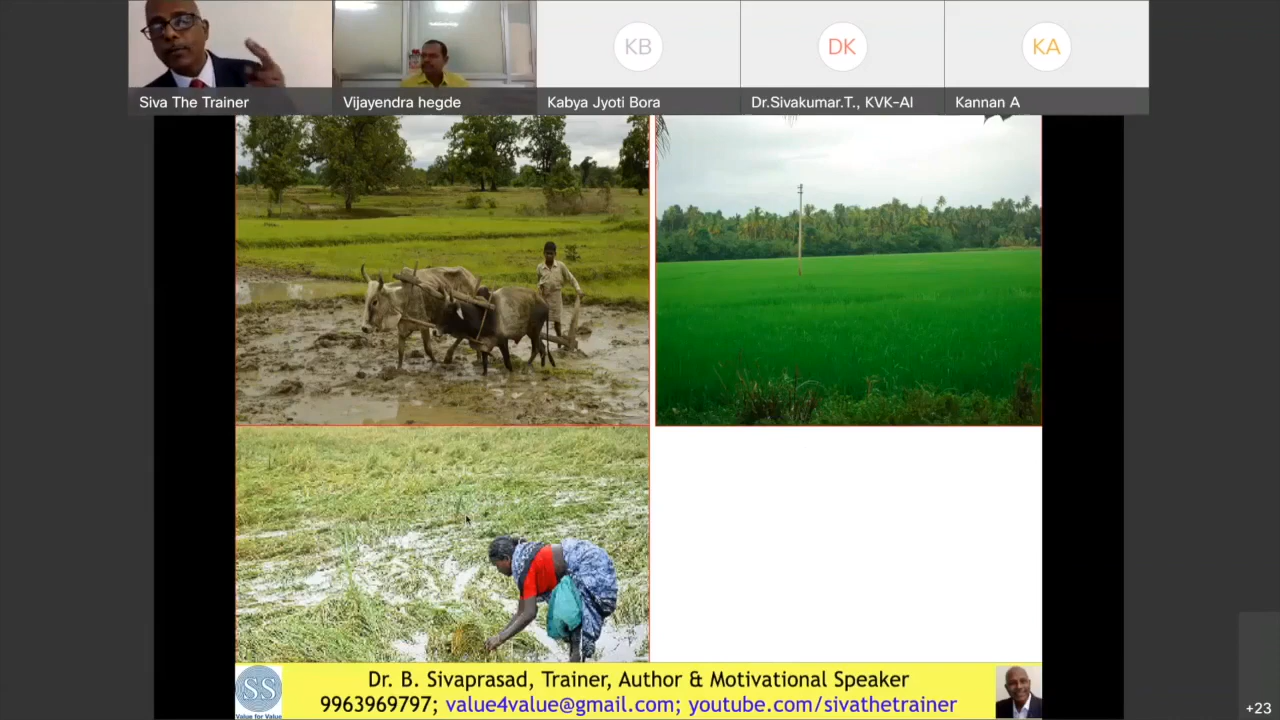 KB
DK
KA
Siva The Trainer
Vijayendra hegde
Kabya Jyoti Bora
Dr.Sivakumar.T., KVK-AI
Kannan A
SS
Value for Value
Dr. B. Sivaprasad, Trainer, Author & Motivational Speaker
9963969797; value4value@gmail.com; youtube.com/sivathetrainer
+23